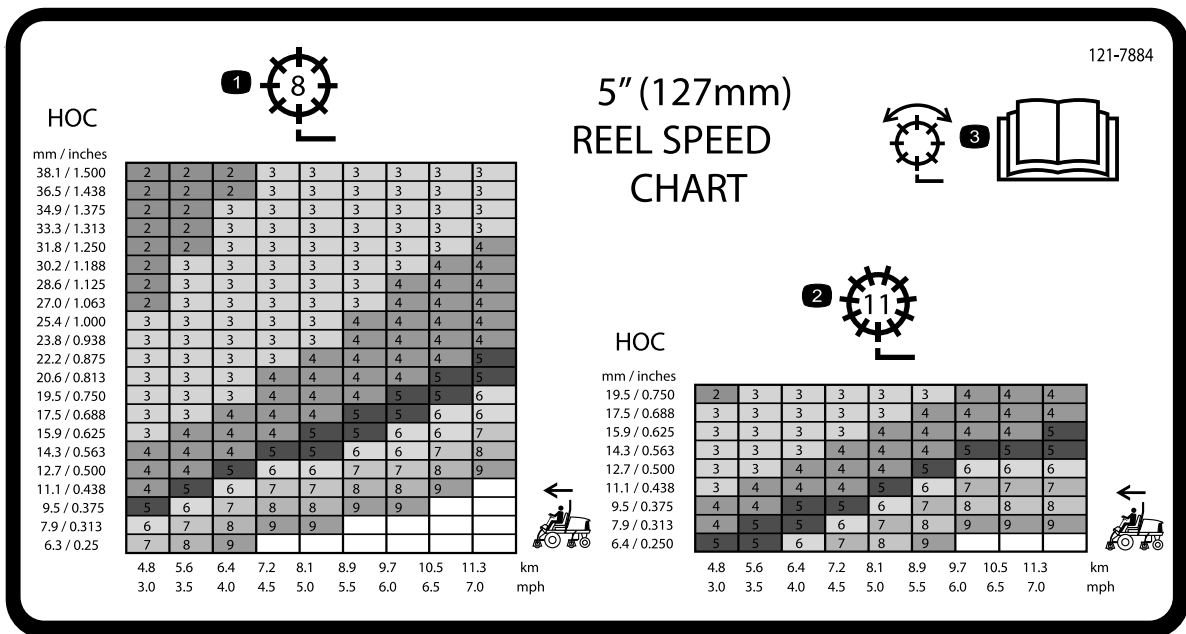 121-7884
5" (127mm)
REEL SPEED
CHART
1
8
3
HOC
mm / inches
38.1 / 1.500 2 2 2 3 3 3 3 3 3
36.5 / 1.438 2 2 2 3 3 3 3 3 3
34.9 / 1.375 2 2 3 3 3 3 3 3 3
33.3 / 1.313 2 2 3 3 3 3 3 3 3
31.8 / 1.250 2 2 3 3 3 3 3 3 4
30.2 / 1.188 2 3 3 3 3 3 3 4 4
28.6 / 1.125 2 3 3 3 3 3 4 4 4
27.0 / 1.063 2 3 3 3 3 3 4 4 4
25.4 / 1.000 3 3 3 3 3 4 4 4 4
23.8 / 0.938 3 3 3 3 3 4 4 4 4
22.2 / 0.875 3 3 3 3 4 4 4 4 5
20.6 / 0.813 3 3 3 4 4 4 4 5 5
19.5 / 0.750 3 3 3 4 4 4 5 5 6
17.5 / 0.688 3 3 4 4 4 5 5 6 6
15.9 / 0.625 3 4 4 4 5 5 6 6 7
14.3 / 0.563 4 4 4 5 5 6 6 7 8
12.7 / 0.500 4 4 5 6 6 7 7 8 9
11.1 / 0.438 4 5 6 7 7 8 8 9
9.5 / 0.375 5 6 7 8 8 9 9
7.9 / 0.313 6 7 8 9 9
6.3 / 0.25 7 8 9
4.8 5.6 6.4 7.2 8.1 8.9 9.7 10.5 11.3 km
3.0 3.5 4.0 4.5 5.0 5.5 6.0 6.5 7.0 mph
2
11
HOC
mm / inches
19.5 / 0.750 2 3 3 3 3 3 4 4 4
17.5 / 0.688 3 3 3 3 3 4 4 4 4
15.9 / 0.625 3 3 3 3 4 4 4 4 5
14.3 / 0.563 3 3 3 4 4 4 5 5 5
12.7 / 0.500 3 3 4 4 4 5 6 6 6
11.1 / 0.438 3 4 4 4 5 6 7 7 7
9.5 / 0.375 4 4 5 5 6 7 8 8 8
7.9 / 0.313 4 5 5 6 7 8 9 9 9
6.4 / 0.250 5 5 6 7 8 9
4.8 5.6 6.4 7.2 8.1 8.9 9.7 10.5 11.3 km
3.0 3.5 4.0 4.5 5.0 5.5 6.0 6.5 7.0 mph